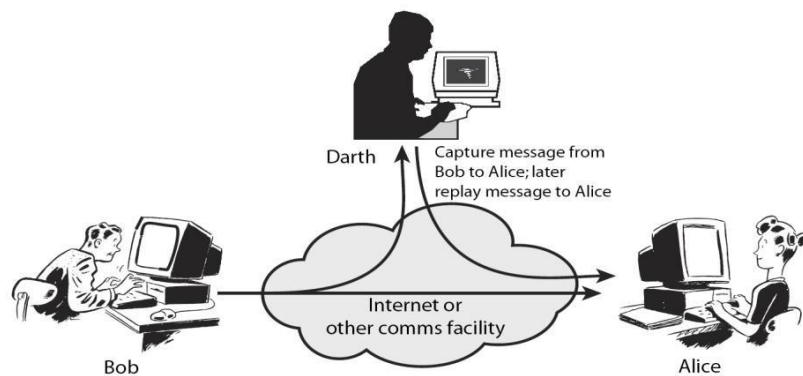 Darth
Capture message from
Bob to Alice; later
replay message to Alice
Internet or
other comms facility
Bob
Alice